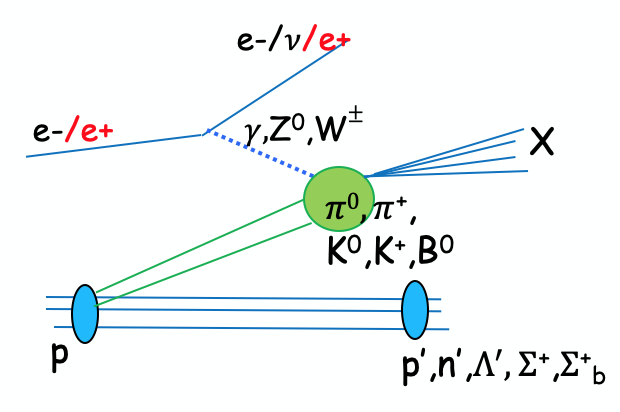 e-/ν/e+
e-/e+
γ,Z⁰,W±
X
π⁰,π⁺,
K⁰,K⁺,B⁰
p
p′,n′,Λ′,Σ⁺,Σ⁺b